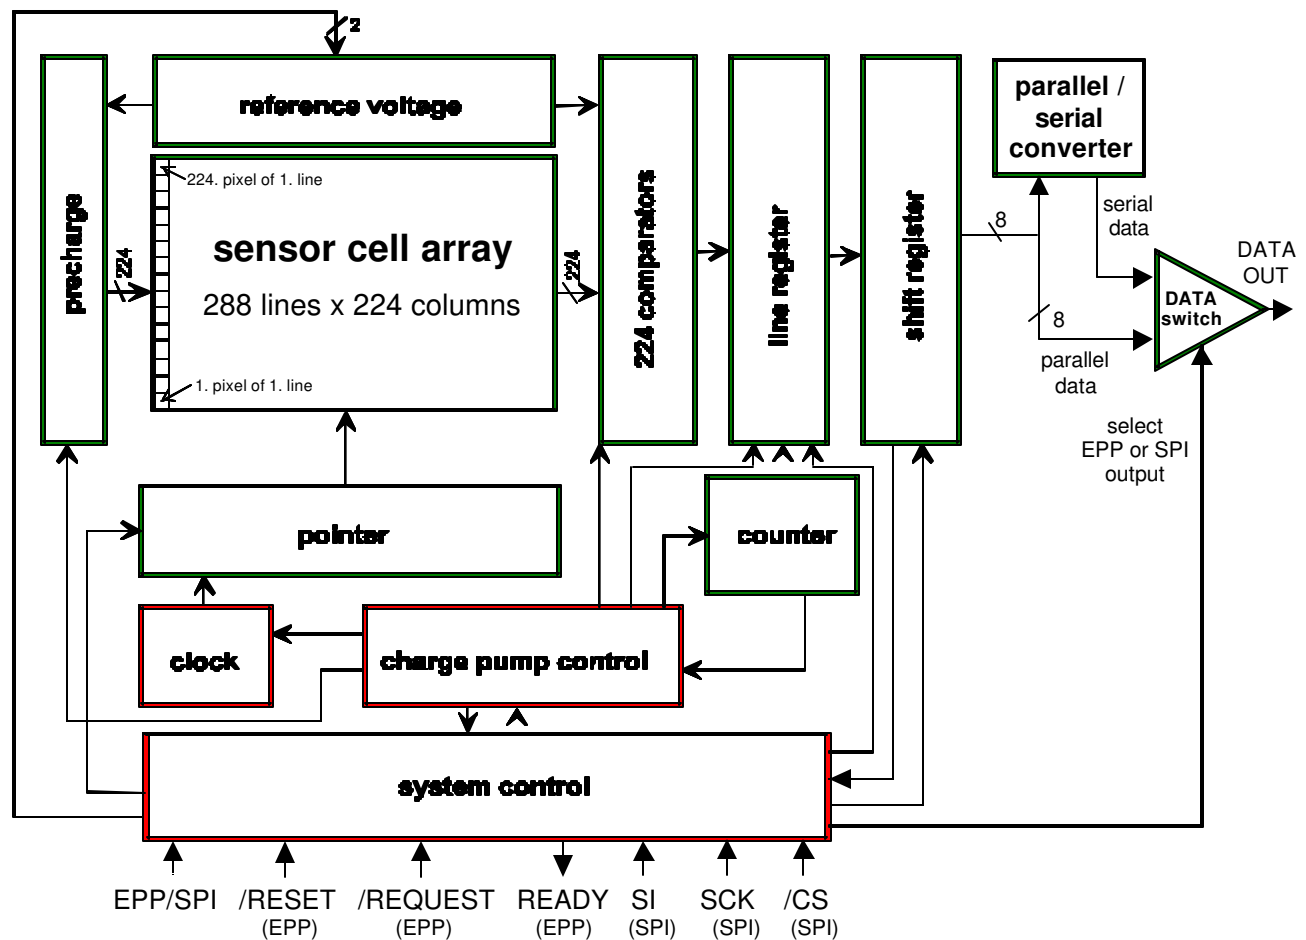 2
reference voltage
precharge
224
224. pixel of 1. line
sensor cell array
288 lines x 224 columns
1. pixel of 1. line
224
224 comparators
line register
shift register
8
parallel /
serial
converter
serial
data
8
parallel
data
DATA
switch
DATA
OUT
select
EPP or SPI
output
pointer
counter
clock
charge pump control
system control
EPP/SPI
/RESET
(EPP)
/REQUEST
(EPP)
READY
(EPP)
SI
(SPI)
SCK
(SPI)
/CS
(SPI)